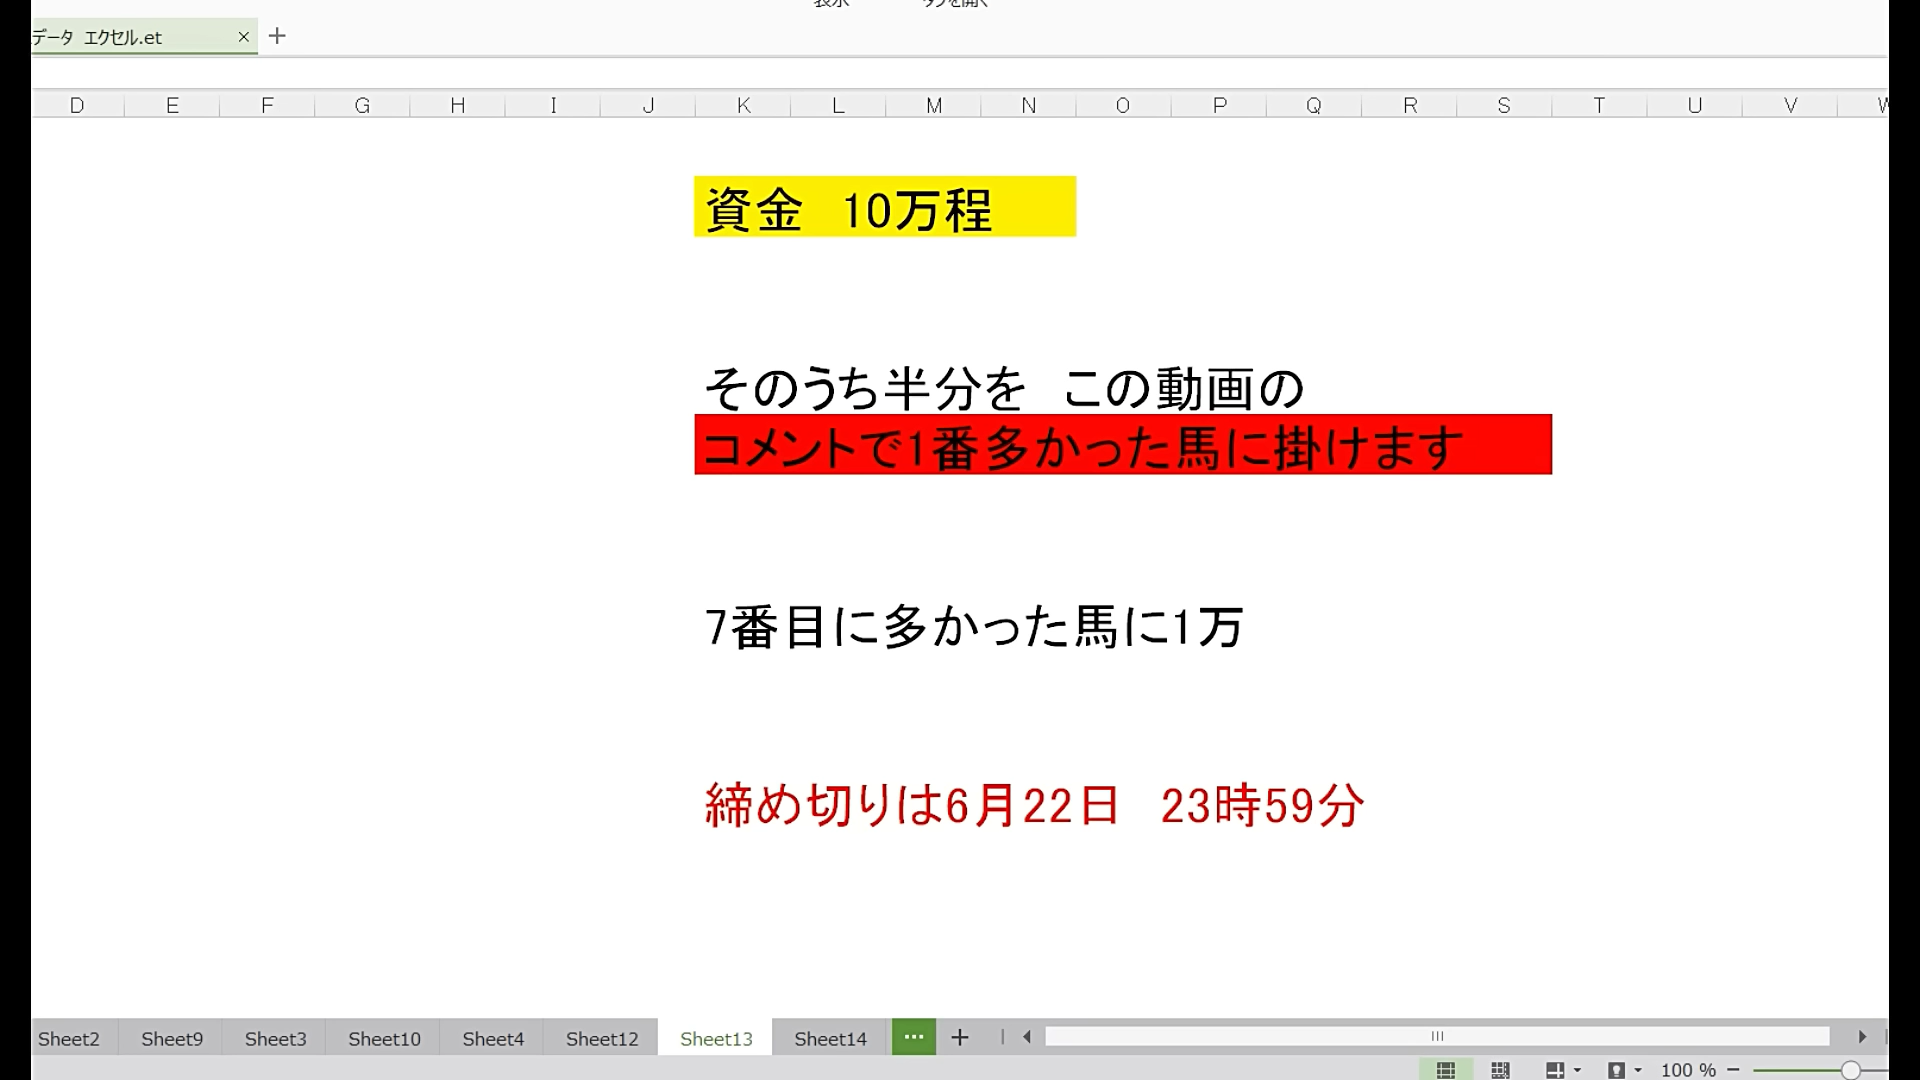 データ エクセル.et
D E F G H I J K L M N O P Q R S T U V
資金 10万程
そのうち半分を この動画の
コメントで1番多かった馬に掛けます
7番目に多かった馬に1万
締め切りは6月22日 23時59分
Sheet2 Sheet9 Sheet3 Sheet10 Sheet4 Sheet12 Sheet13 Sheet14
100 %